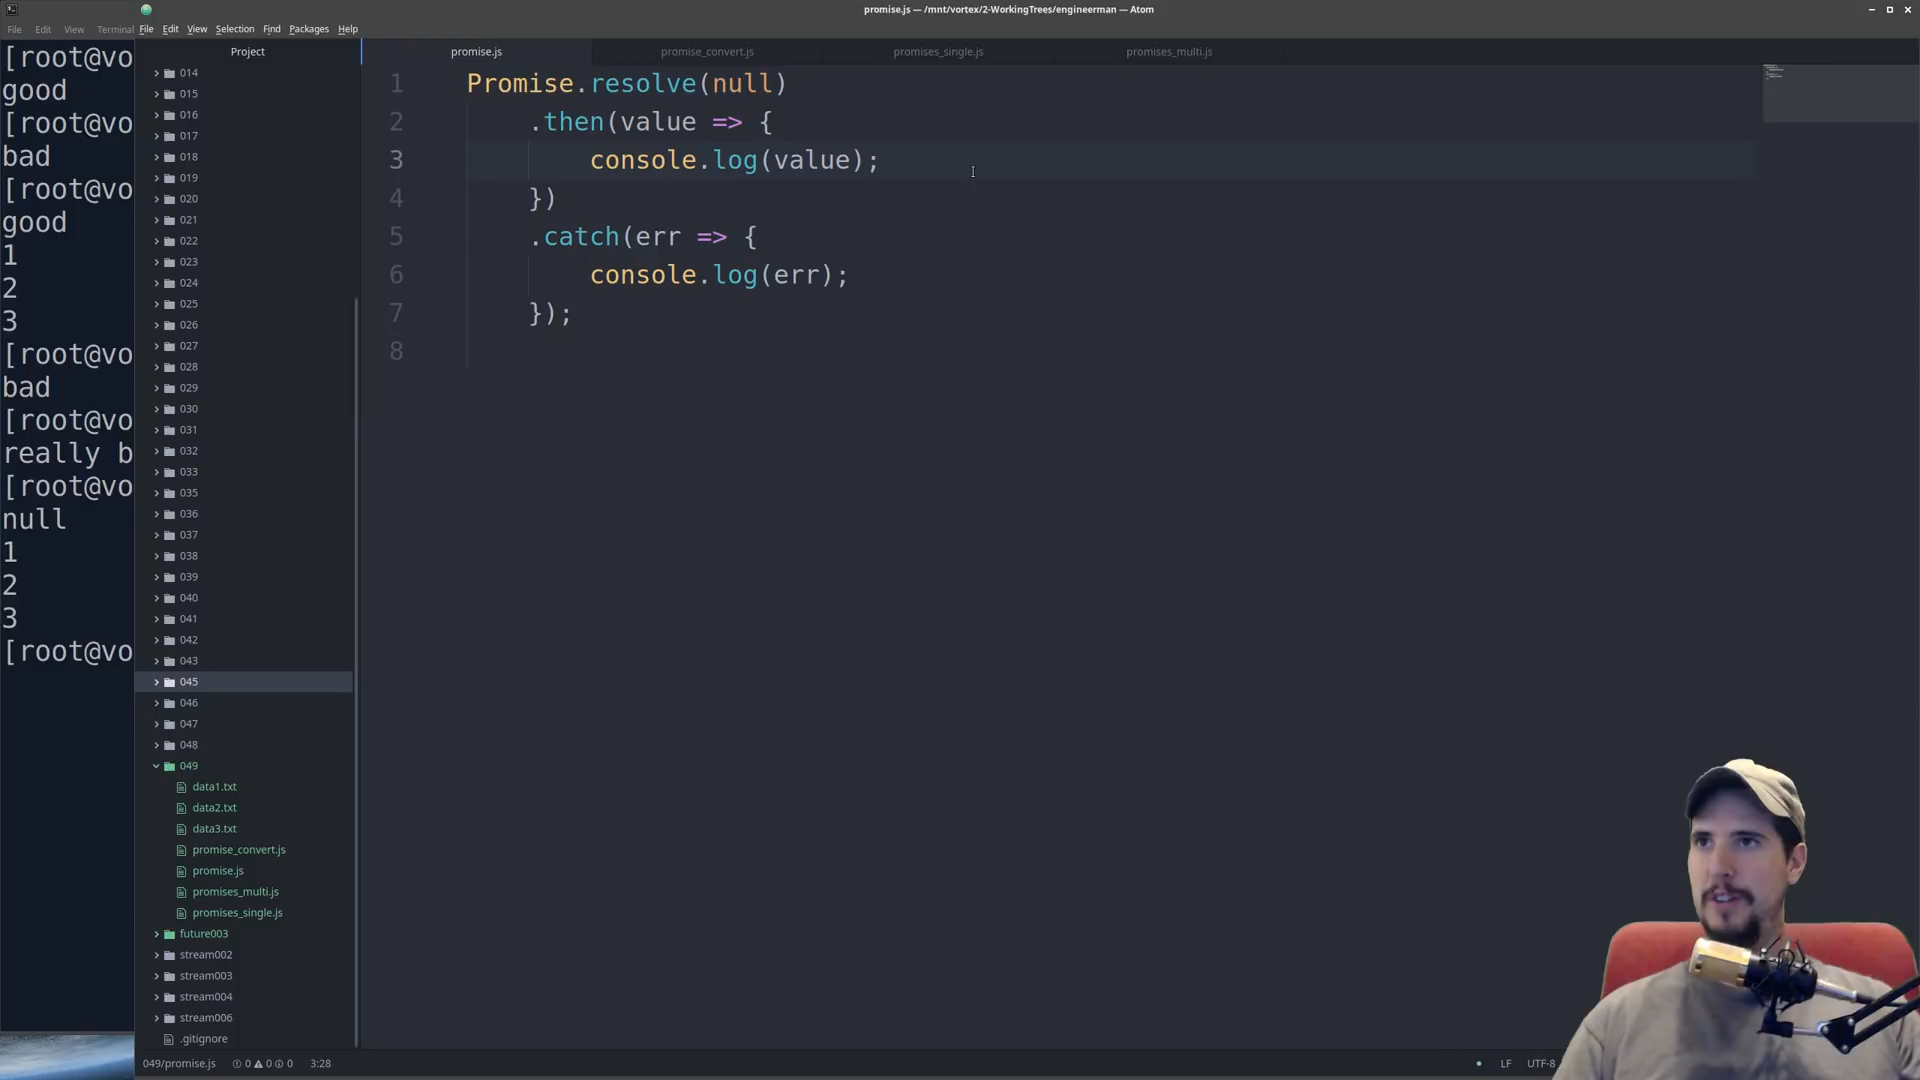 promise.js — /mnt/vortex/2-WorkingTrees/engineerman — Atom
File Edit View Terminal
File Edit View Selection Find Packages Help
[root@vo
good
[root@vo
bad
[root@vo
good
1
2
3
[root@vo
bad
[root@vo
really b
[root@vo
null
1
2
3
[root@vo
Project
014
015
016
017
018
019
020
021
022
023
024
025
026
027
028
029
030
031
032
033
035
036
037
038
039
040
041
042
043
045
046
047
048
049
data1.txt
data2.txt
data3.txt
promise_convert.js
promise.js
promises_multi.js
promises_single.js
future003
stream002
stream003
stream004
stream006
.gitignore
promise.js promise_convert.js promises_single.js promises_multi.js
1 Promise.resolve(null)
2 .then(value => {
3 console.log(value);
4 })
5 .catch(err => {
6 console.log(err);
7 });
8
049/promise.js 0 0 0 3:28 LF UTF-8